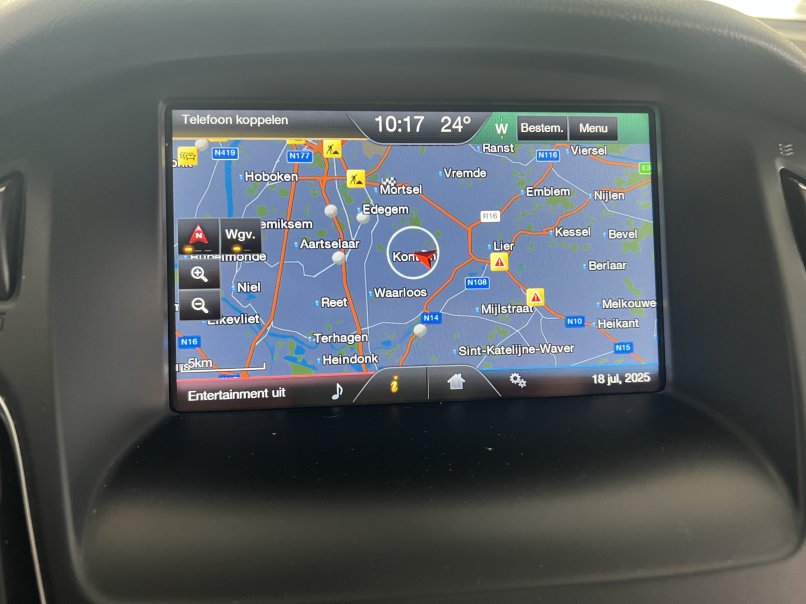 Telefoon koppelen
10:17 24°
W
Bestem.
Menu
N419
N177
Ranst
N116
Viersel
Hoboken
Mortsel
Vremde
Emblem
Nijlen
Edegem
R16
N
Wgv.
Aartselaar
Kessel
Bevel
Lier
Berlaar
Niel
Reet
Waarloos
N108
Mijlstraat
N14
N10
Heikant
N16
Terhagen
Heindonk
Sint-Katelijne-Waver
N15
5km
Entertainment uit
i
18 jul, 2025